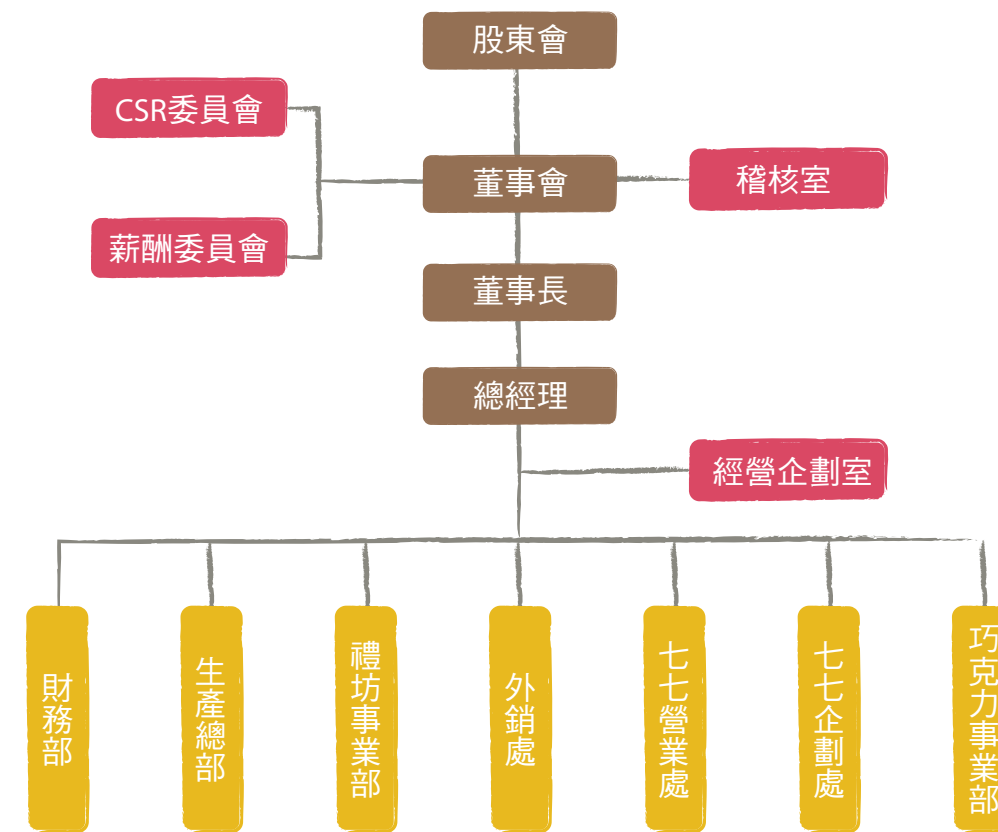 股東會
CSR委員會
董事會
稽核室
薪酬委員會
董事長
總經理
經營企劃室
財務部
生產總部
禮坊事業部
外銷處
七七營業處
七七企劃處
巧克力事業部